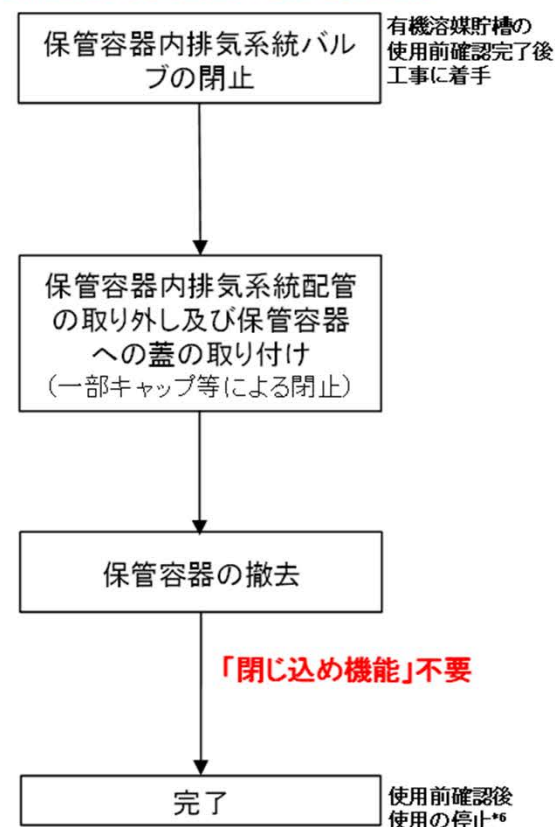 保管容器内排気系統バル
ブの閉止
有機溶媒貯槽の
使用前確認完了後
工事に着手
保管容器内排気系統配管
の取り外し及び保管容器
への蓋の取り付け
（一部キャップ等による閉止）
保管容器の撤去
「閉じ込め機能」不要
完了
使用前確認後
使用の停止*6